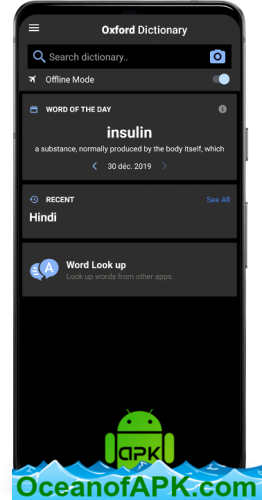 Oxford Dictionary
Search dictionary..
Offline Mode
WORD OF THE DAY
insulin
a substance, normally produced by the body itself, which
30 déc. 2019
RECENT
See All
Hindi
Word Look up
Look up words from other apps.
apk
OceanofAPK.com